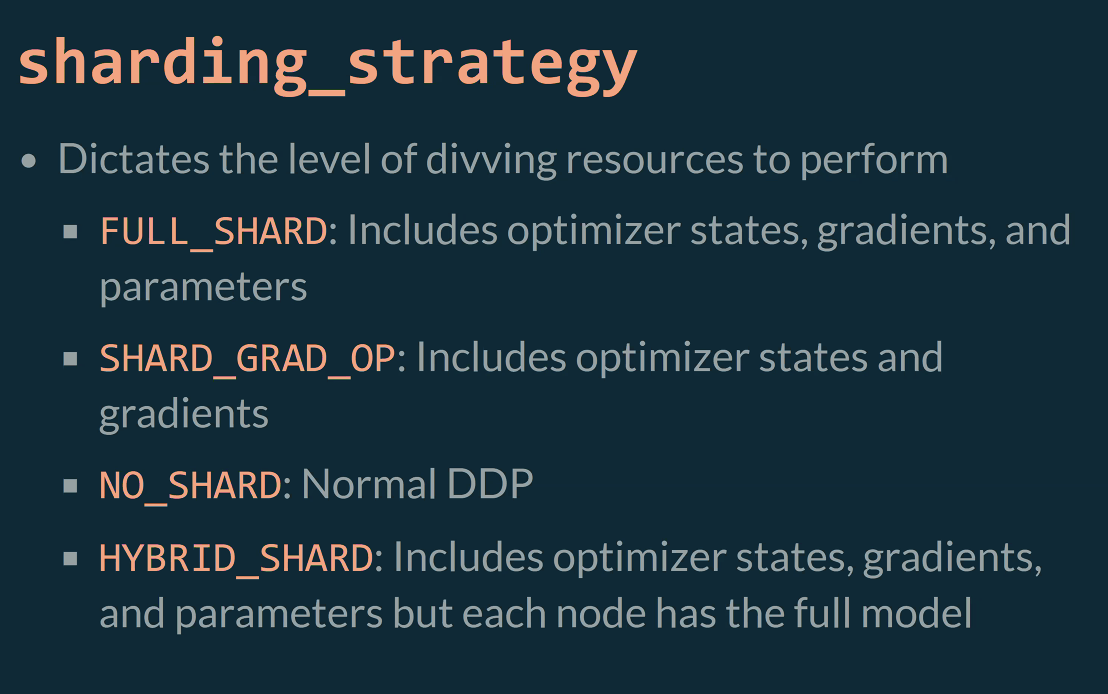 sharding_strategy
• Dictates the level of divving resources to perform
▪ FULL_SHARD: Includes optimizer states, gradients, and
parameters
▪ SHARD_GRAD_OP: Includes optimizer states and
gradients
▪ NO_SHARD: Normal DDP
▪ HYBRID_SHARD: Includes optimizer states, gradients,
and parameters but each node has the full model